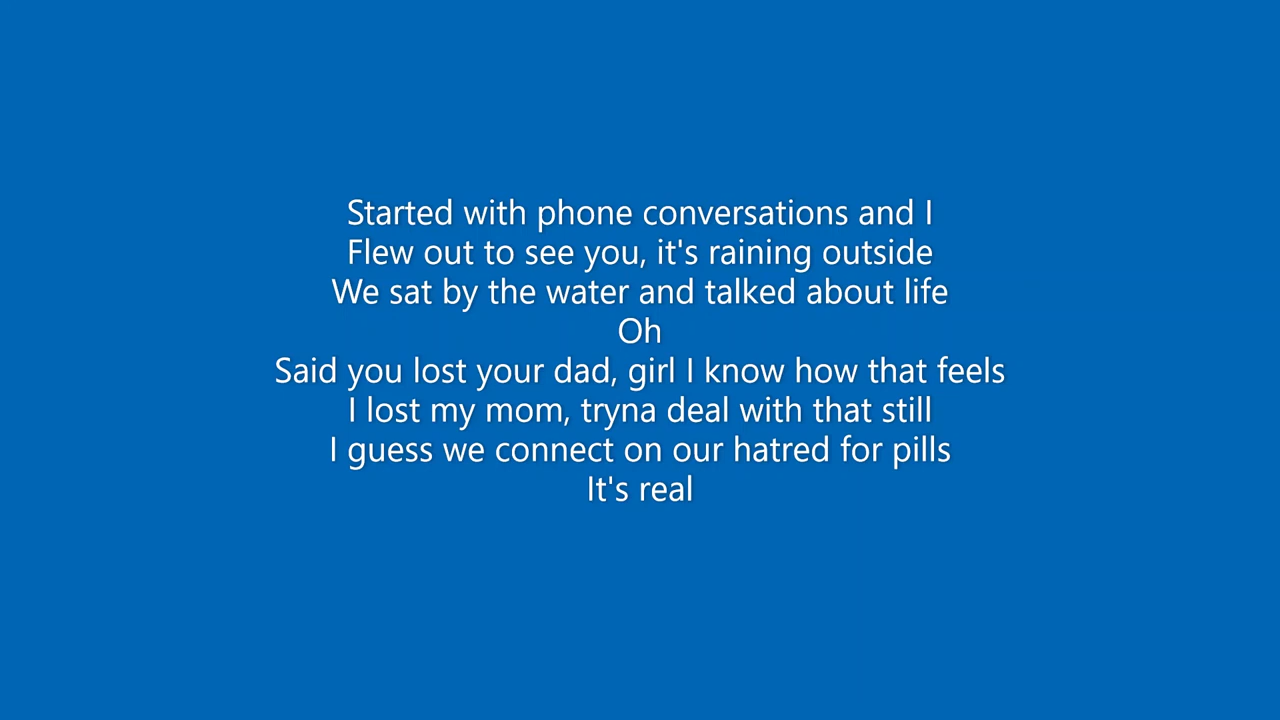 Started with phone conversations and I
Flew out to see you, it's raining outside
We sat by the water and talked about life
Oh
Said you lost your dad, girl I know how that feels
I lost my mom, tryna deal with that still
I guess we connect on our hatred for pills
It's real